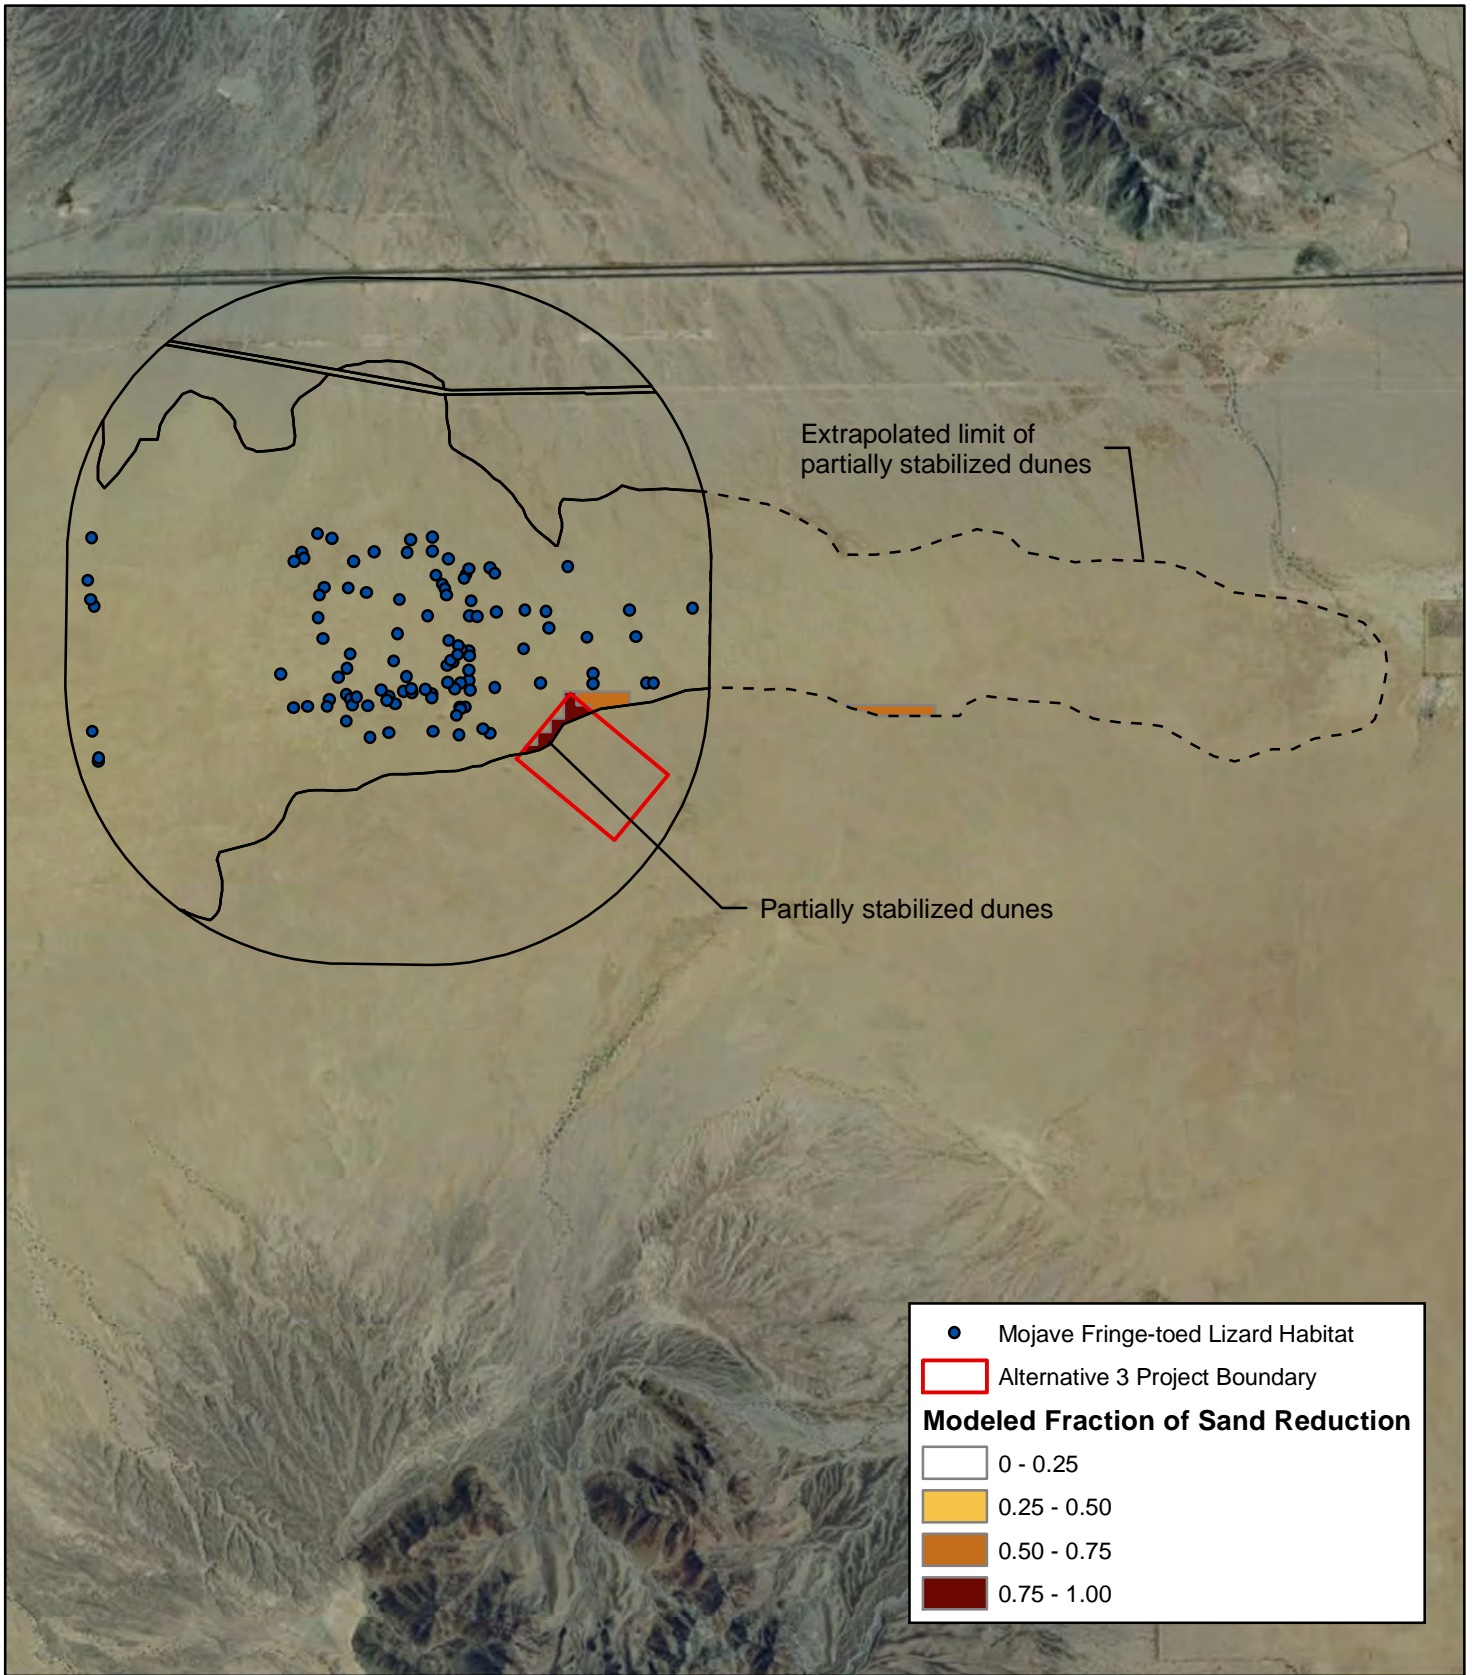 Extrapolated limit of
partially stabilized dunes
Partially stabilized dunes
Mojave Fringe-toed Lizard Habitat
Alternative 3 Project Boundary
Modeled Fraction of Sand Reduction
0 - 0.25
0.25 - 0.50
0.50 - 0.75
0.75 - 1.00